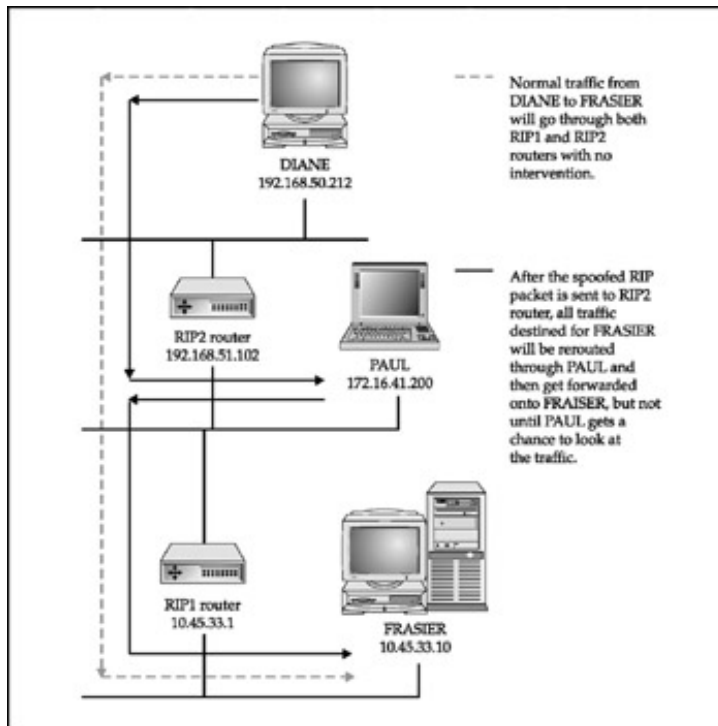 DIANE
192.168.50.212
Normal traffic from
DIANE to FRASIER
will go through both
RIP1 and RIP2
routers with no
intervention.
RIP2 router
192.168.51.102
PAUL
172.16.41.200
After the spoofed RIP
packet is sent to RIP2
router, all traffic
destined for FRASIER
will be rerouted
through PAUL and
then get forwarded
onto FRAISER, but not
until PAUL gets a
chance to look at
the traffic.
RIP1 router
10.45.33.1
FRASIER
10.45.33.10